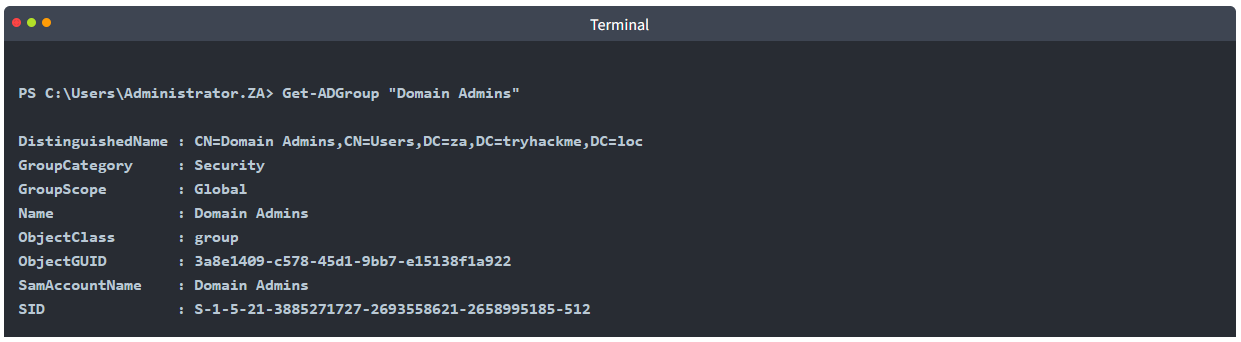 Terminal
PS C:\Users\Administrator.ZA> Get-ADGroup "Domain Admins"
DistinguishedName : CN=Domain Admins,CN=Users,DC=za,DC=tryhackme,DC=loc
GroupCategory     : Security
GroupScope        : Global
Name              : Domain Admins
ObjectClass       : group
ObjectGUID        : 3a8e1409-c578-45d1-9bb7-e15138f1a922
SamAccountName    : Domain Admins
SID               : S-1-5-21-3885271727-2693558621-2658995185-512